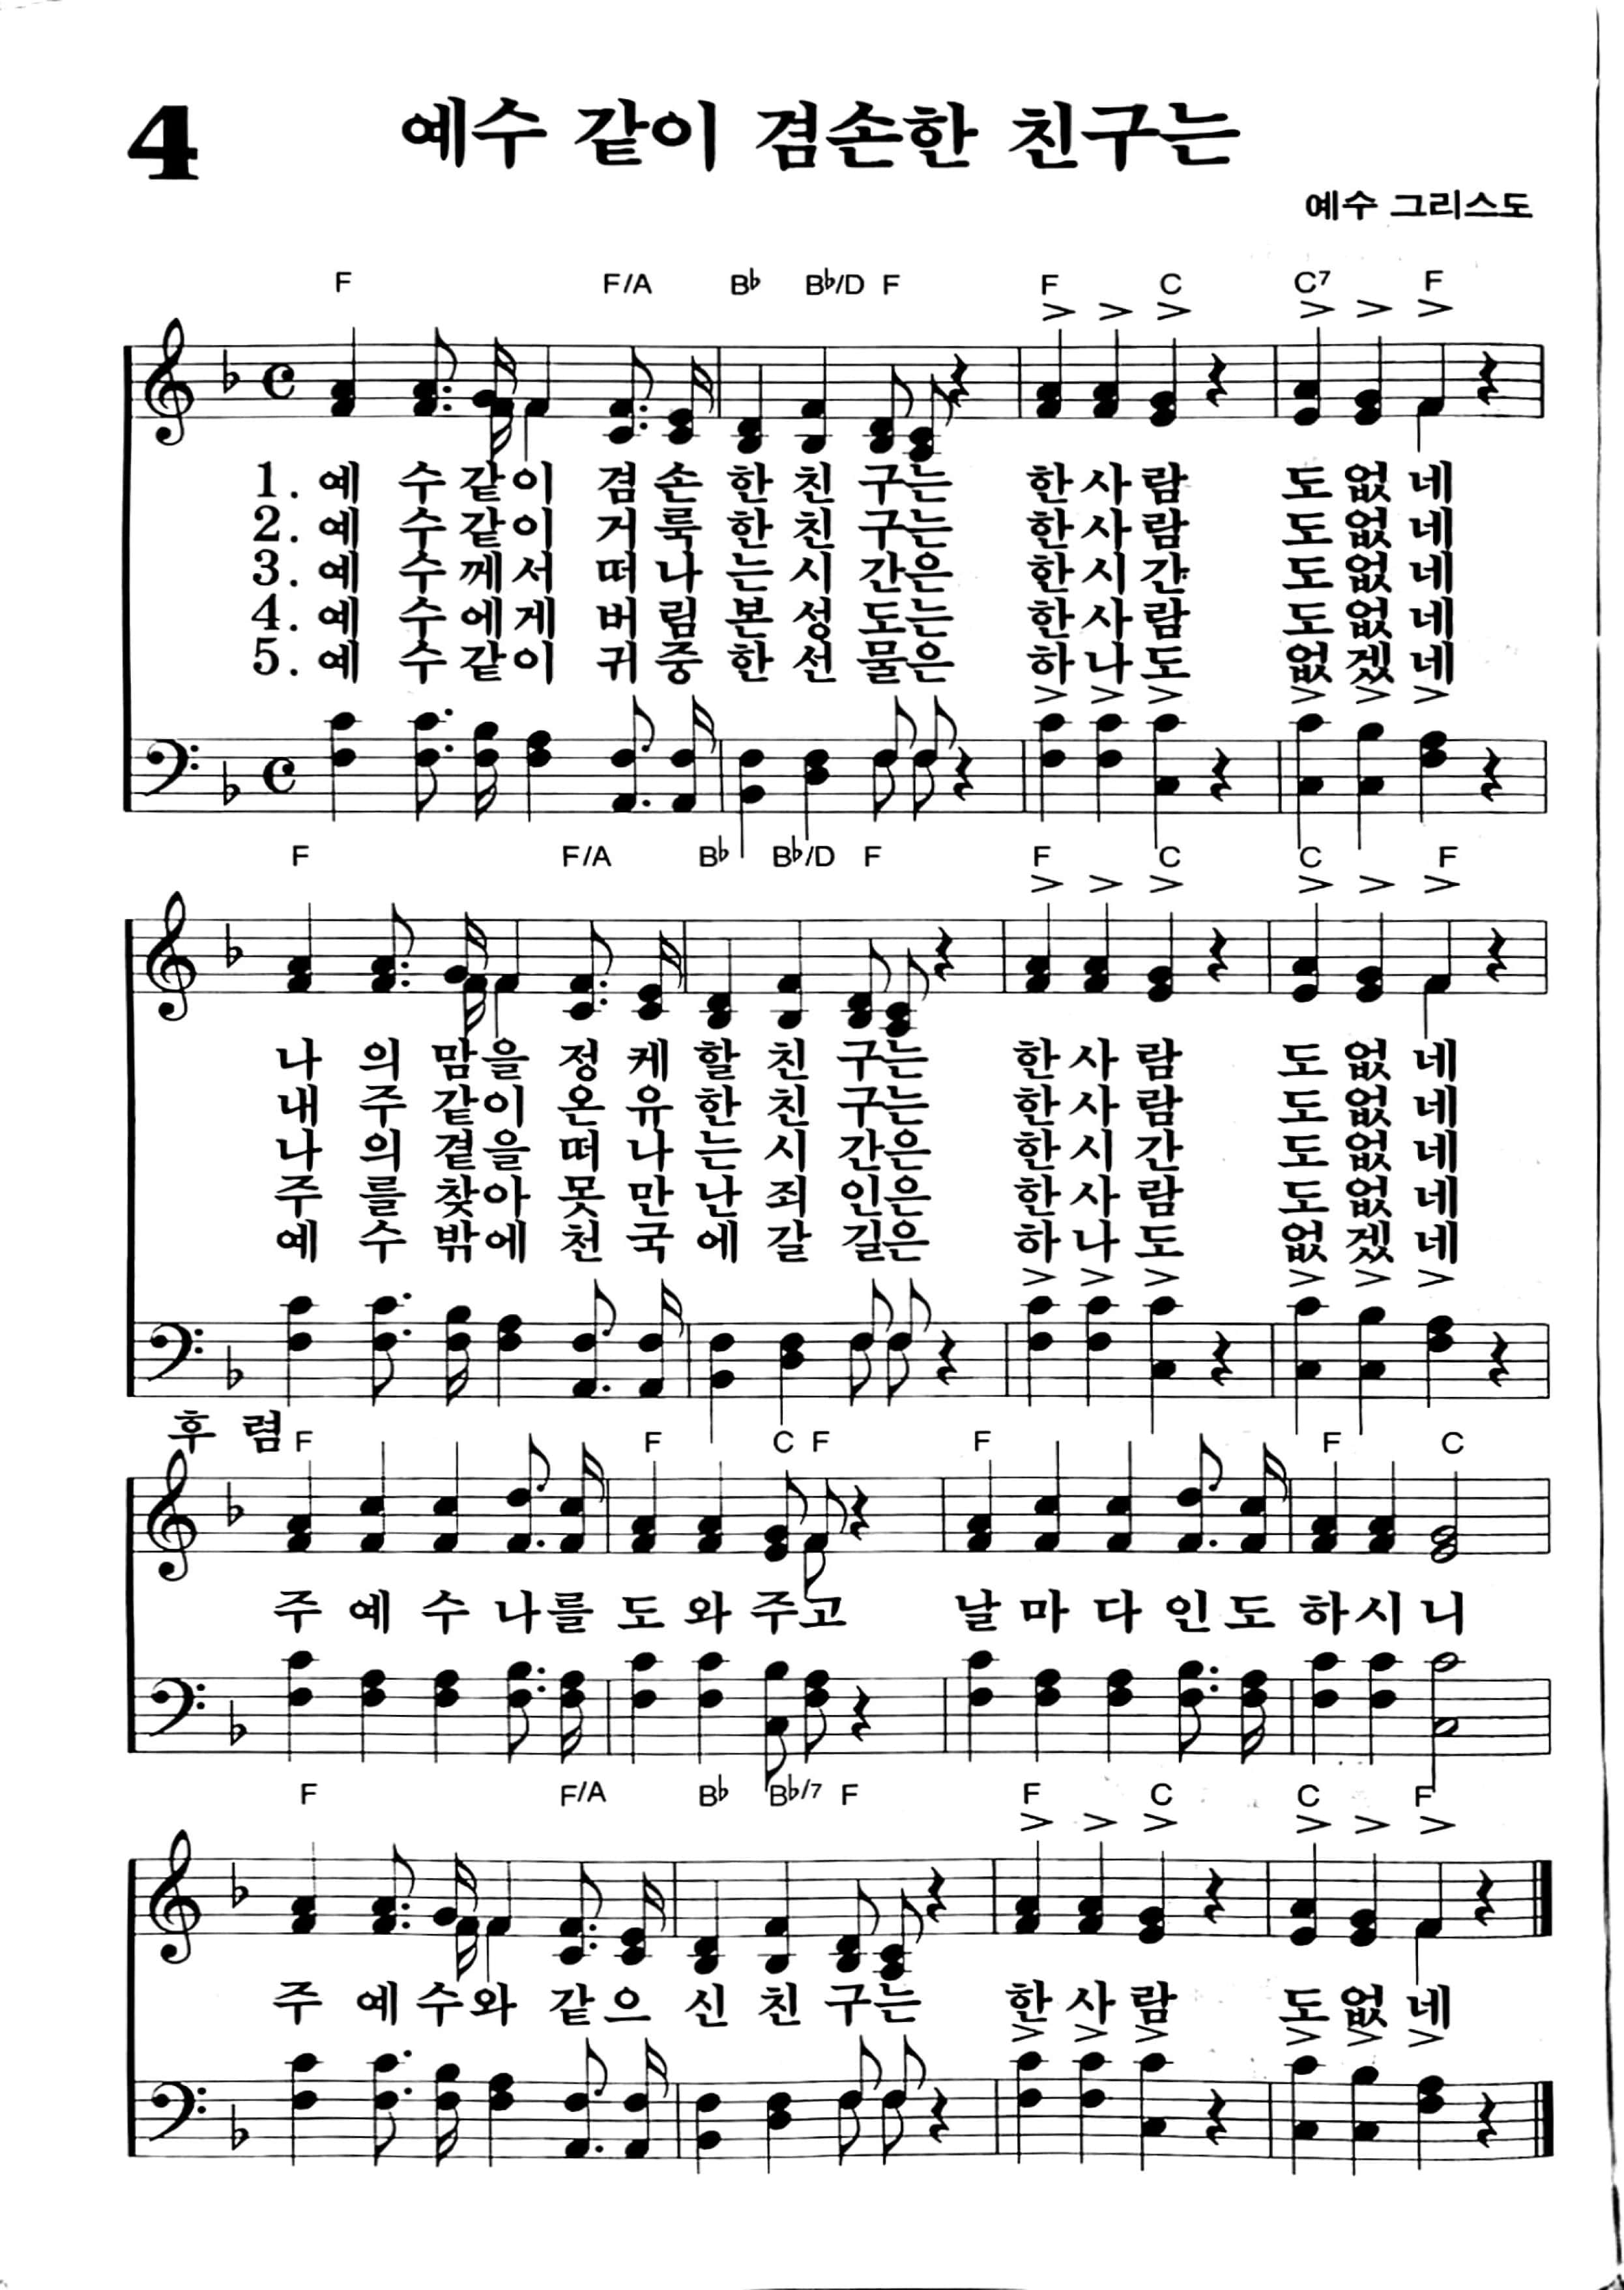 4 예수 같이 겸손한 친구는
예수 그리스도
F F/A B♭ B♭/D F F C C7 F
1. 예 수 같이 겸 손 한 친 구는 한사람 도없네
2. 예 수 같이 거 룩 한 친 구는 한사람 도없네
3. 예 수 께서 떠 나 는 시 간은 한시간 도없네
4. 예 수 에게 버 림 본 성 도는 한사람 도없네
5. 예 수 같이 귀 중 한 선 물은 하나도 없겠네
F F/A B♭ B♭/D F F C C F
나 의 맘을 정 케 할 친 구는 한사람 도없네
내 주 같이 온 유 한 친 구는 한사람 도없네
나 의 곁을 떠 나 는 시 간은 한시간 도없네
주 를 찾아 못 만 난 죄 인은 한사람 도없네
예 수 밖에 천 국 에 갈 길은 하나도 없겠네
후 렴 F F C F F F C
주 예 수 나를 도 와 주고 날 마 다 인 도 하시 니
F F/A B♭ B♭/7 F F C C F
주 예 수와 같으 신 친 구는 한사람 도없네